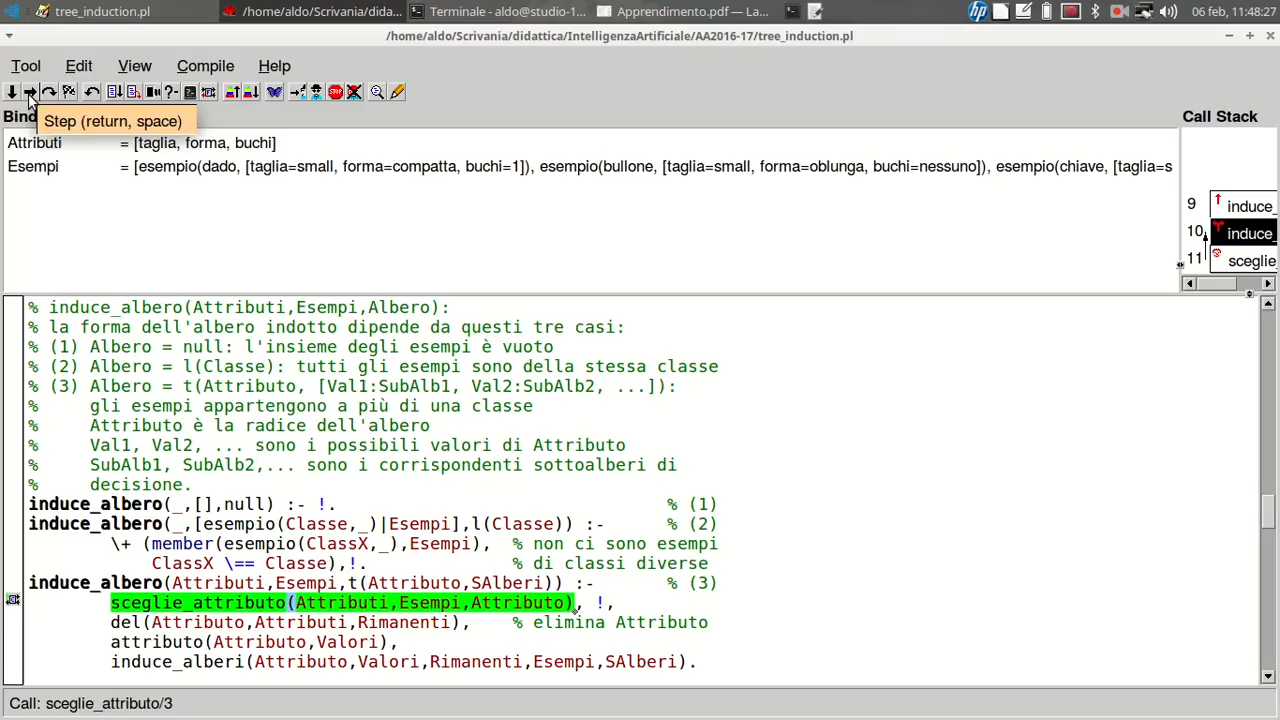 tree_induction.pl
/home/aldo/Scrivania/dida...
Terminale - aldo@studio-1...
Apprendimento.pdf — La...
06 feb, 11:48:27
/home/aldo/Scrivania/didattica/IntelligenzaArtificiale/AA2016-17/tree_induction.pl
Tool Edit View Compile Help
Bind
Step (return, space)
Call Stack
Attributi = [taglia, forma, buchi]
Esempi = [esempio(dado, [taglia=small, forma=compatta, buchi=1]), esempio(bullone, [taglia=small, forma=oblunga, buchi=nessuno]), esempio(chiave, [taglia=s
9 induce_
10 induce_
11 sceglie
% induce_albero(Attributi,Esempi,Albero):
% la forma dell'albero indotto dipende da questi tre casi:
% (1) Albero = null: l'insieme degli esempi è vuoto
% (2) Albero = l(Classe): tutti gli esempi sono della stessa classe
% (3) Albero = t(Attributo, [Val1:SubAlb1, Val2:SubAlb2, ...]):
% gli esempi appartengono a più di una classe
% Attributo è la radice dell'albero
% Val1, Val2, ... sono i possibili valori di Attributo
% SubAlb1, SubAlb2,... sono i corrispondenti sottoalberi di
% decisione.
induce_albero(_,[],null) :- !. % (1)
induce_albero(_,[esempio(Classe,_)|Esempi],l(Classe)) :- % (2)
\+ (member(esempio(ClassX,_),Esempi), % non ci sono esempi
ClassX \== Classe),!. % di classi diverse
induce_albero(Attributi,Esempi,t(Attributo,SAlberi)) :- % (3)
sceglie_attributo(Attributi,Esempi,Attributo), !,
del(Attributo,Attributi,Rimanenti), % elimina Attributo
attributo(Attributo,Valori),
induce_alberi(Attributo,Valori,Rimanenti,Esempi,SAlberi).
Call: sceglie_attributo/3